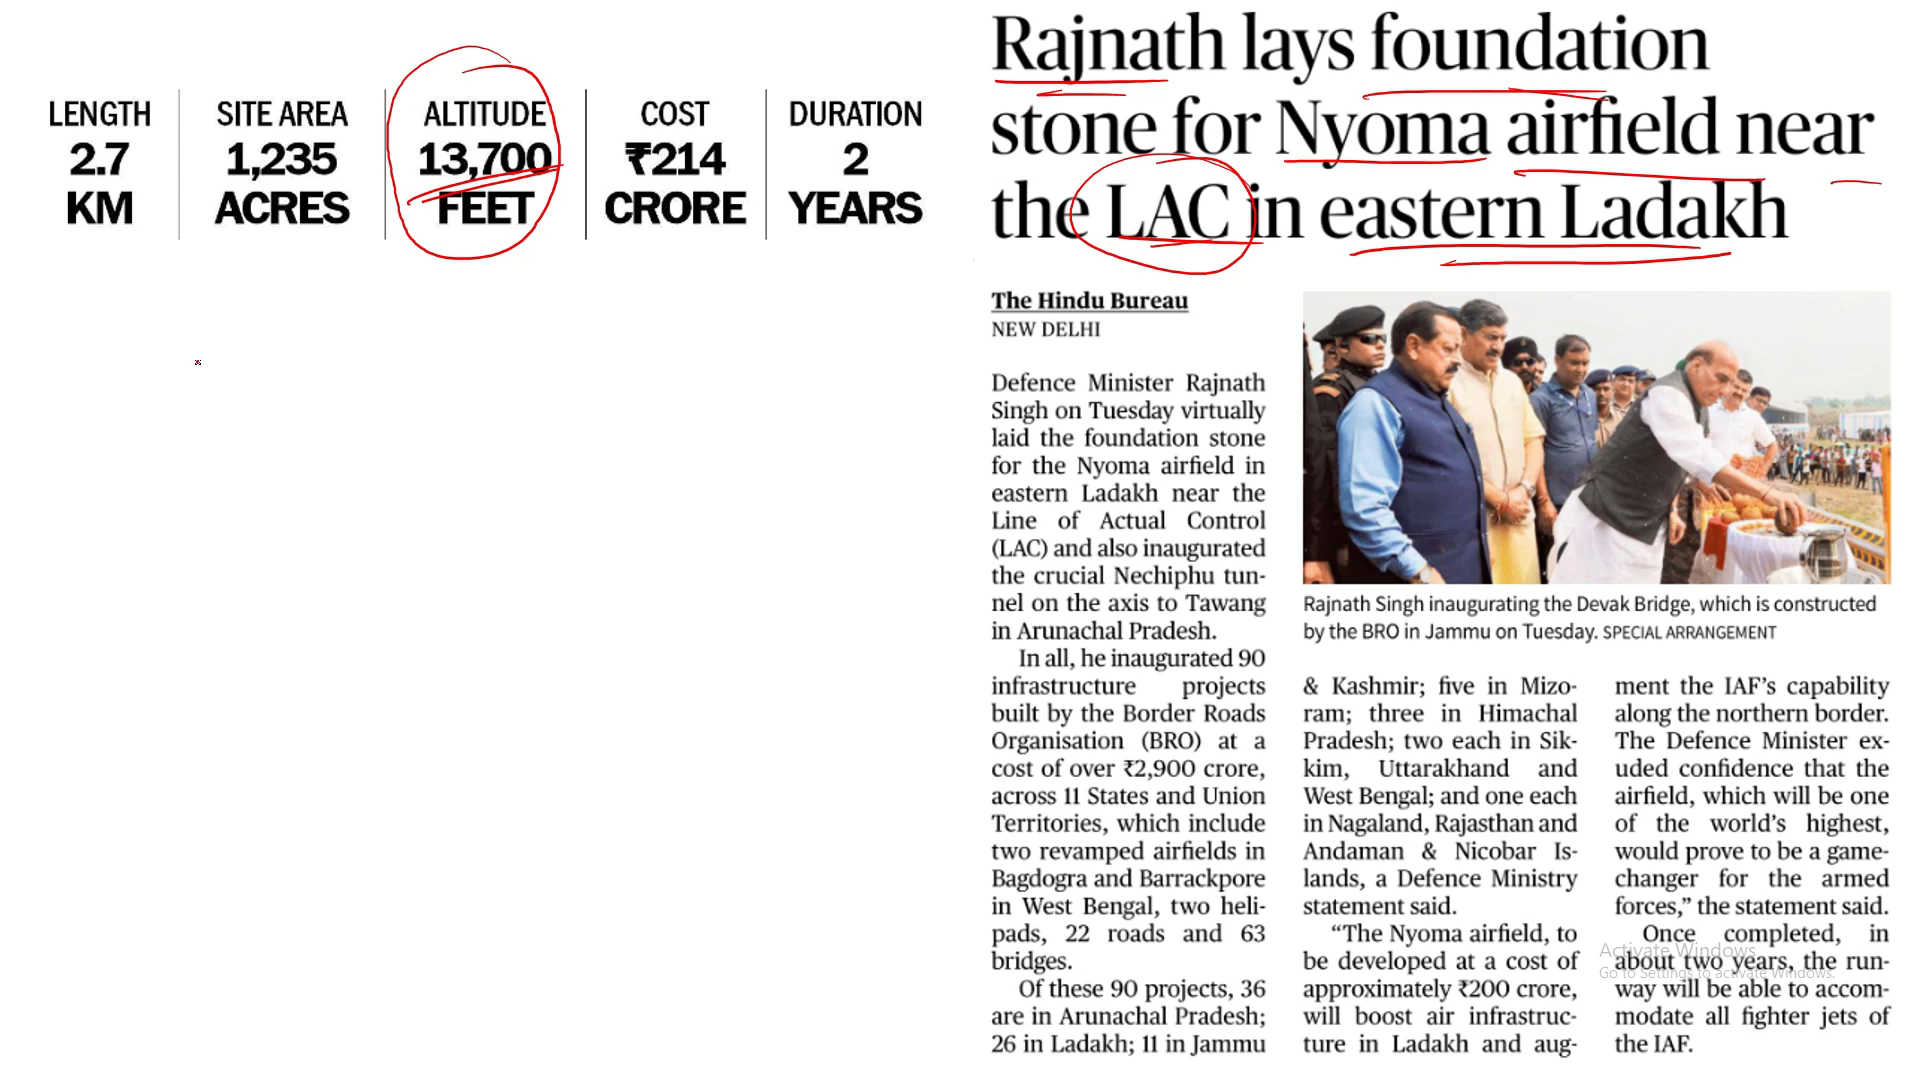 LENGTH
2.7
KM
SITE AREA
1,235
ACRES
ALTITUDE
13,700
FEET
COST
₹214
CRORE
DURATION
2
YEARS
Rajnath lays foundation
stone for Nyoma airfield near
the LAC in eastern Ladakh
The Hindu Bureau
NEW DELHI
Defence Minister Rajnath
Singh on Tuesday virtually
laid the foundation stone
for the Nyoma airfield in
eastern Ladakh near the
Line of Actual Control
(LAC) and also inaugurated
the crucial Nechiphu tun-
nel on the axis to Tawang
in Arunachal Pradesh.
In all, he inaugurated 90
infrastructure projects
built by the Border Roads
Organisation (BRO) at a
cost of over ₹2,900 crore,
across 11 States and Union
Territories, which include
two revamped airfields in
Bagdogra and Barrackpore
in West Bengal, two heli-
pads, 22 roads and 63
bridges.
Of these 90 projects, 36
are in Arunachal Pradesh;
26 in Ladakh; 11 in Jammu
Rajnath Singh inaugurating the Devak Bridge, which is constructed
by the BRO in Jammu on Tuesday. SPECIAL ARRANGEMENT
& Kashmir; five in Mizo-
ram; three in Himachal
Pradesh; two each in Sik-
kim, Uttarakhand and
West Bengal; and one each
in Nagaland, Rajasthan and
Andaman & Nicobar Is-
lands, a Defence Ministry
statement said.
“The Nyoma airfield, to
be developed at a cost of
approximately ₹200 crore,
will boost air infrastruc-
ture in Ladakh and aug-
ment the IAF’s capability
along the northern border.
The Defence Minister ex-
uded confidence that the
airfield, which will be one
of the world’s highest,
would prove to be a game-
changer for the armed
forces,” the statement said.
Once completed, in
about two years, the run-
way will be able to accom-
modate all fighter jets of
the IAF.
Activate Windows
Go to Settings to activate Windows.